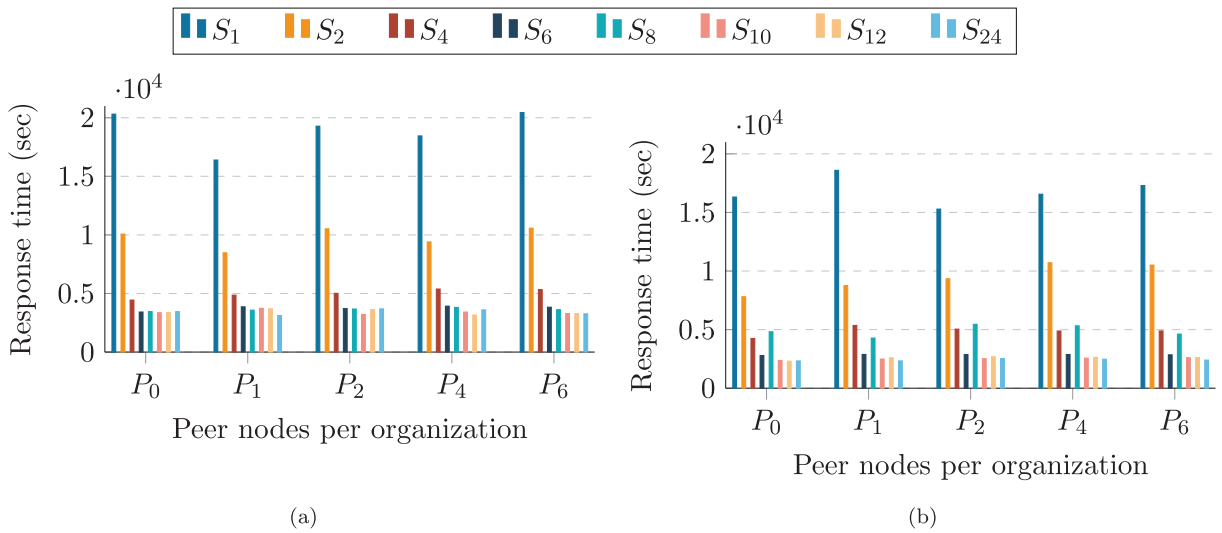 S1 S2 S4 S6 S8 S10 S12 S24
·10^4
2
1.5
1
0.5
0
Response time (sec)
P0 P1 P2 P4 P6
Peer nodes per organization
(a)
·10^4
2
1.5
1
0.5
0
Response time (sec)
P0 P1 P2 P4 P6
Peer nodes per organization
(b)